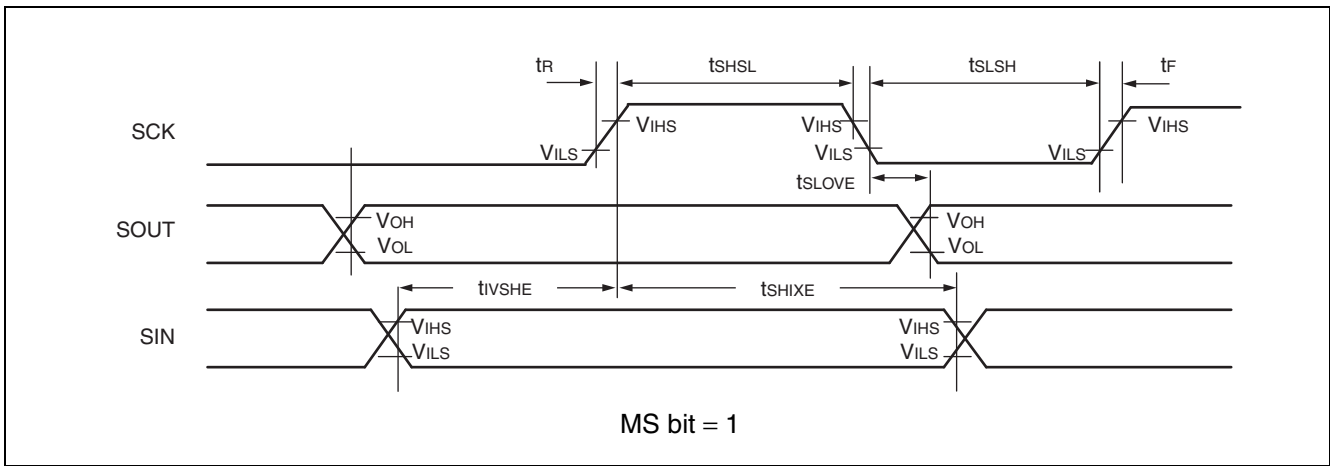 tR tSHSL tSLSH tF
SCK
VIHS VIHS VIHS
VILS VILS VILS
tSLOVE
SOUT
VOH VOH
VOL VOL
tIVSHE tSHIXE
SIN
VIHS VIHS
VILS VILS
MS bit = 1